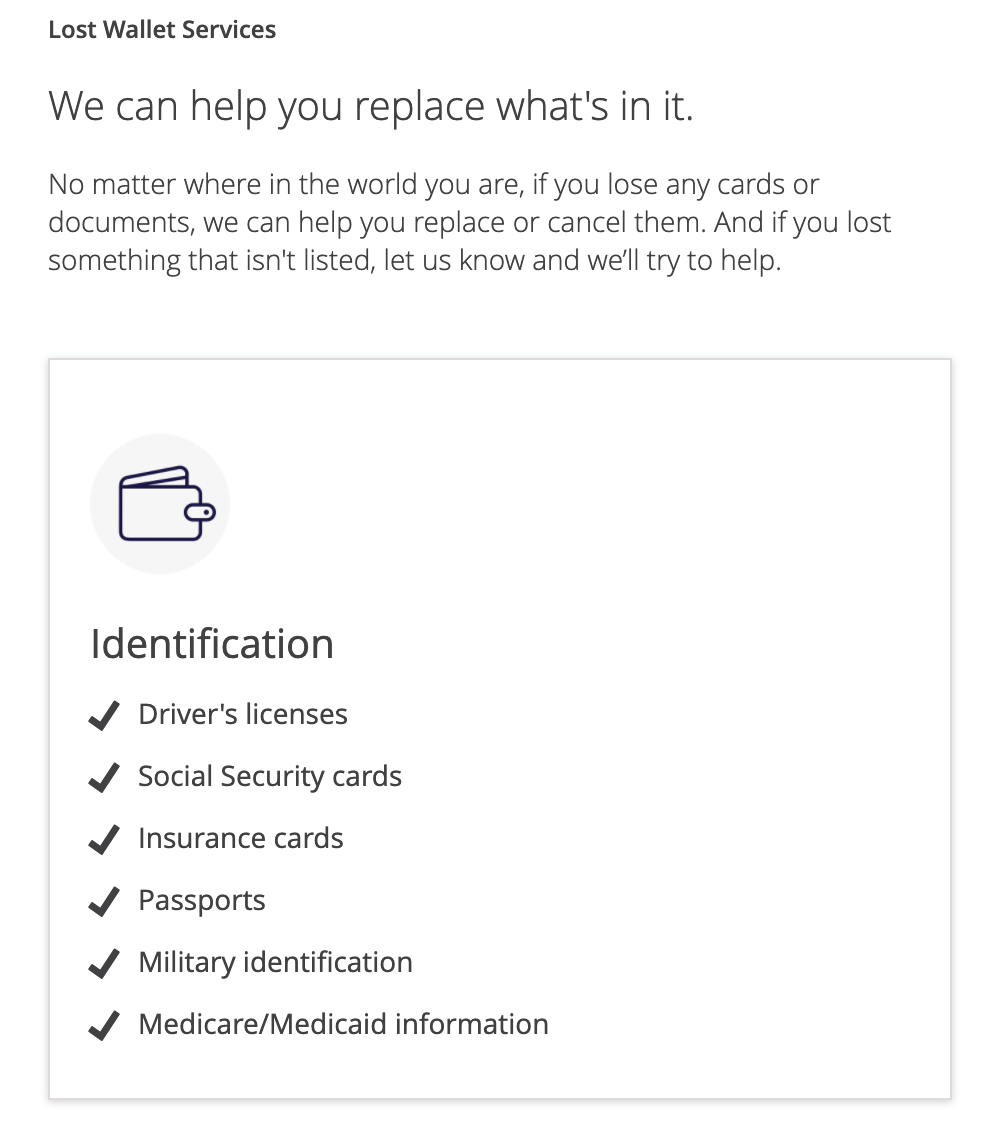 Lost Wallet Services
We can help you replace what's in it.
No matter where in the world you are, if you lose any cards or
documents, we can help you replace or cancel them. And if you lost
something that isn't listed, let us know and we’ll try to help.
Identification
Driver's licenses
Social Security cards
Insurance cards
Passports
Military identification
Medicare/Medicaid information